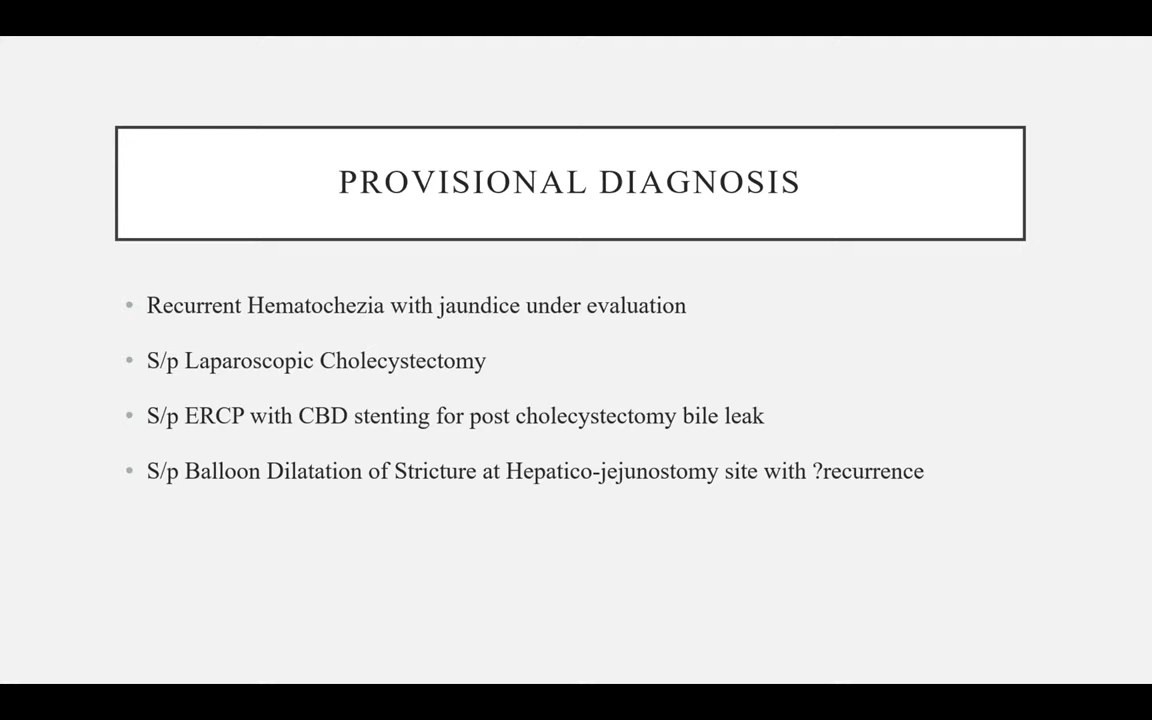 PROVISIONAL DIAGNOSIS
• Recurrent Hematochezia with jaundice under evaluation
• S/p Laparoscopic Cholecystectomy
• S/p ERCP with CBD stenting for post cholecystectomy bile leak
• S/p Balloon Dilatation of Stricture at Hepatico-jejunostomy site with ?recurrence